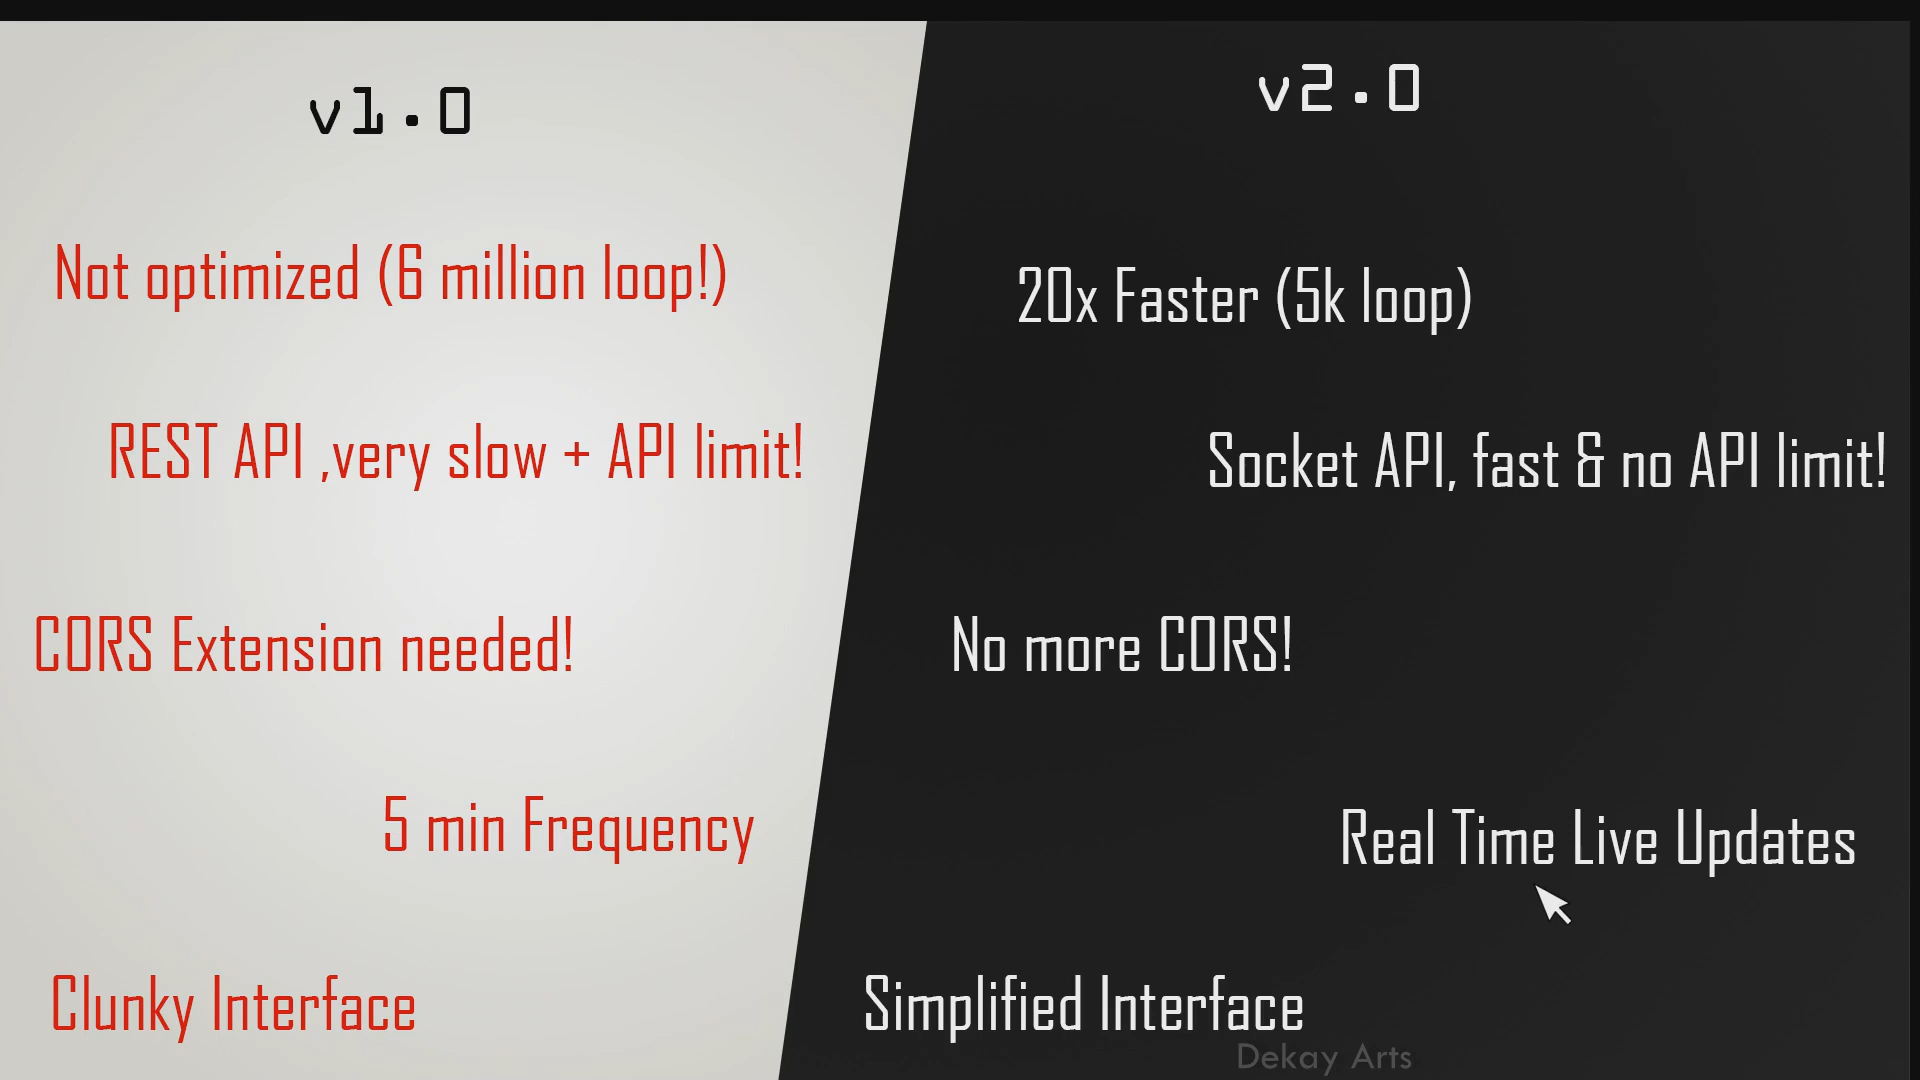 v1.0
Not optimized (6 million loop!)
REST API ,very slow + API limit!
CORS Extension needed!
5 min Frequency
Clunky Interface
v2.0
20x Faster (5k loop)
Socket API, fast & no API limit!
No more CORS!
Real Time Live Updates
Simplified Interface
Dekay Arts